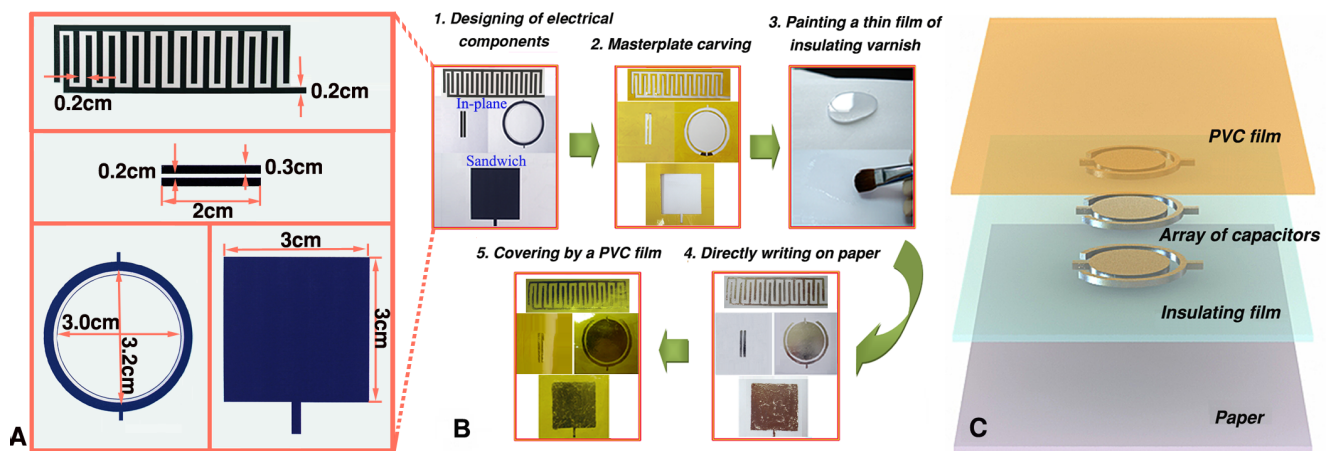 0.2cm
0.2cm
0.2cm
0.3cm
2cm
3.0cm
3.2cm
3cm
3cm
A
1. Designing of electrical
components
2. Masterplate carving
3. Painting a thin film of
insulating varnish
In-plane
Sandwich
5. Covering by a PVC film
4. Directly writing on paper
B
PVC film
Array of capacitors
Insulating film
Paper
C